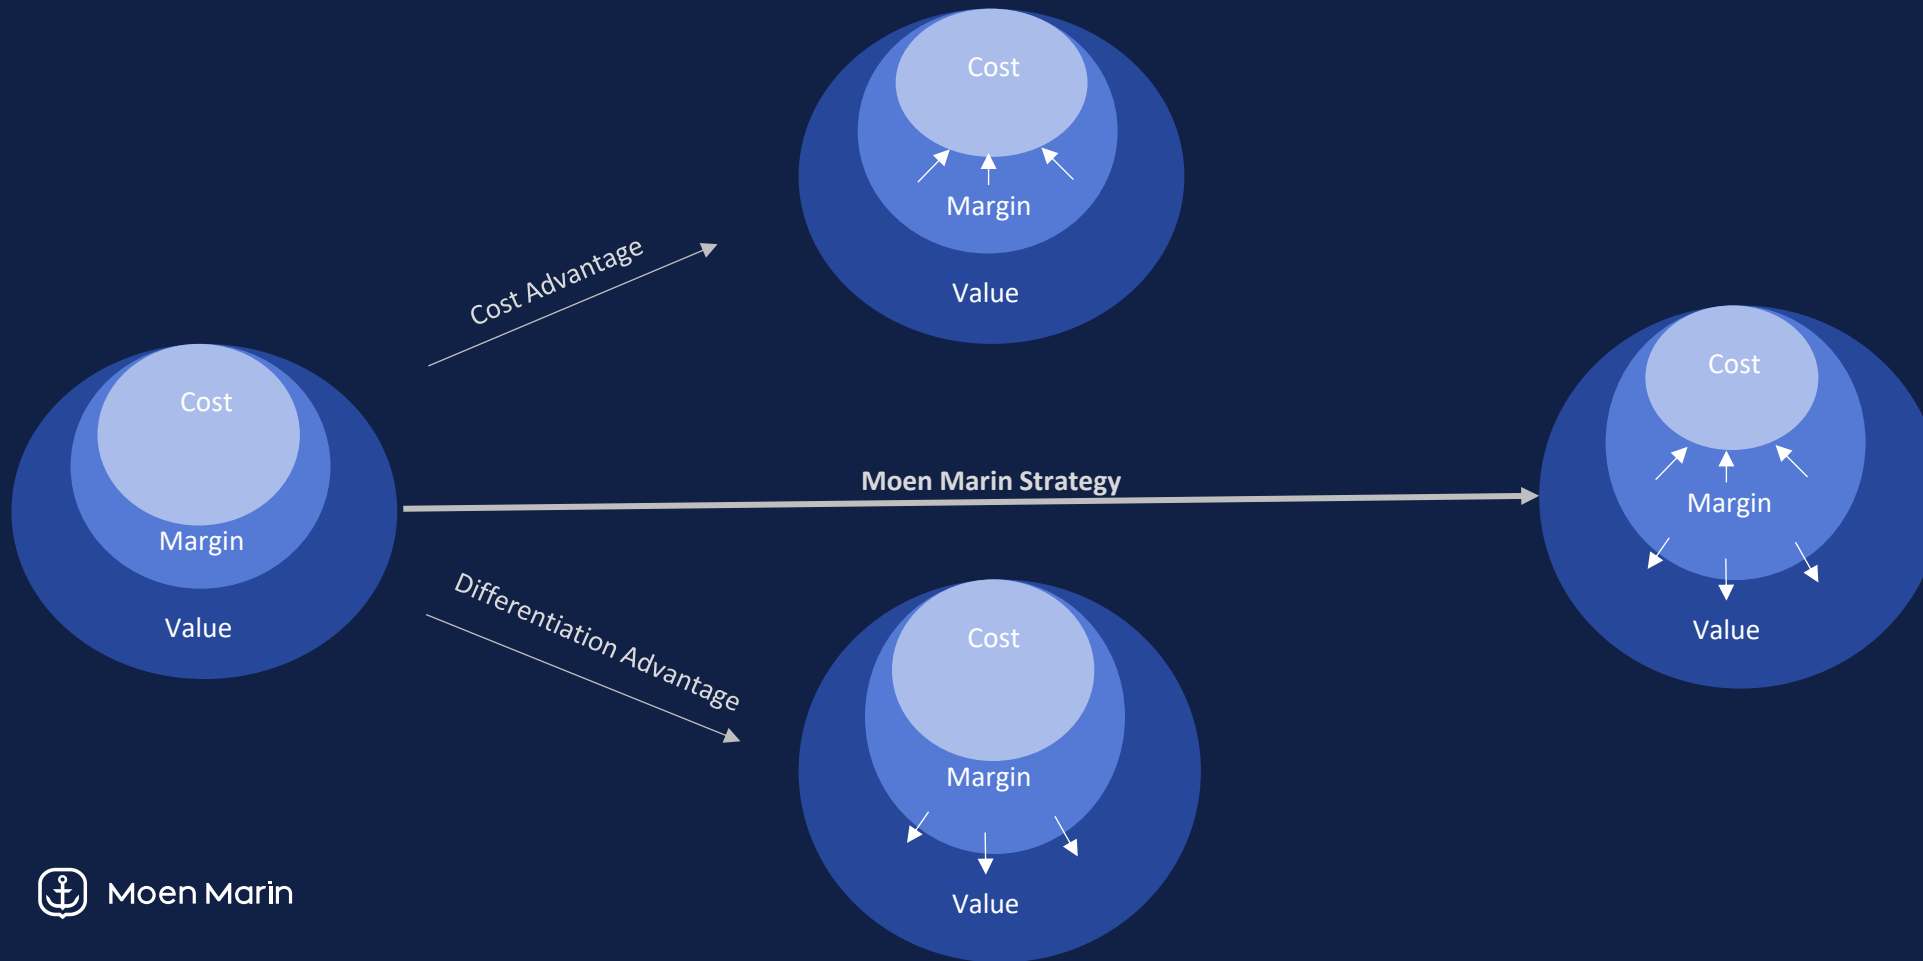 Cost
Margin
Value
Cost Advantage
Cost
Margin
Value
Moen Marin Strategy
Differentiation Advantage
Cost
Margin
Value
Cost
Margin
Value
Moen Marin